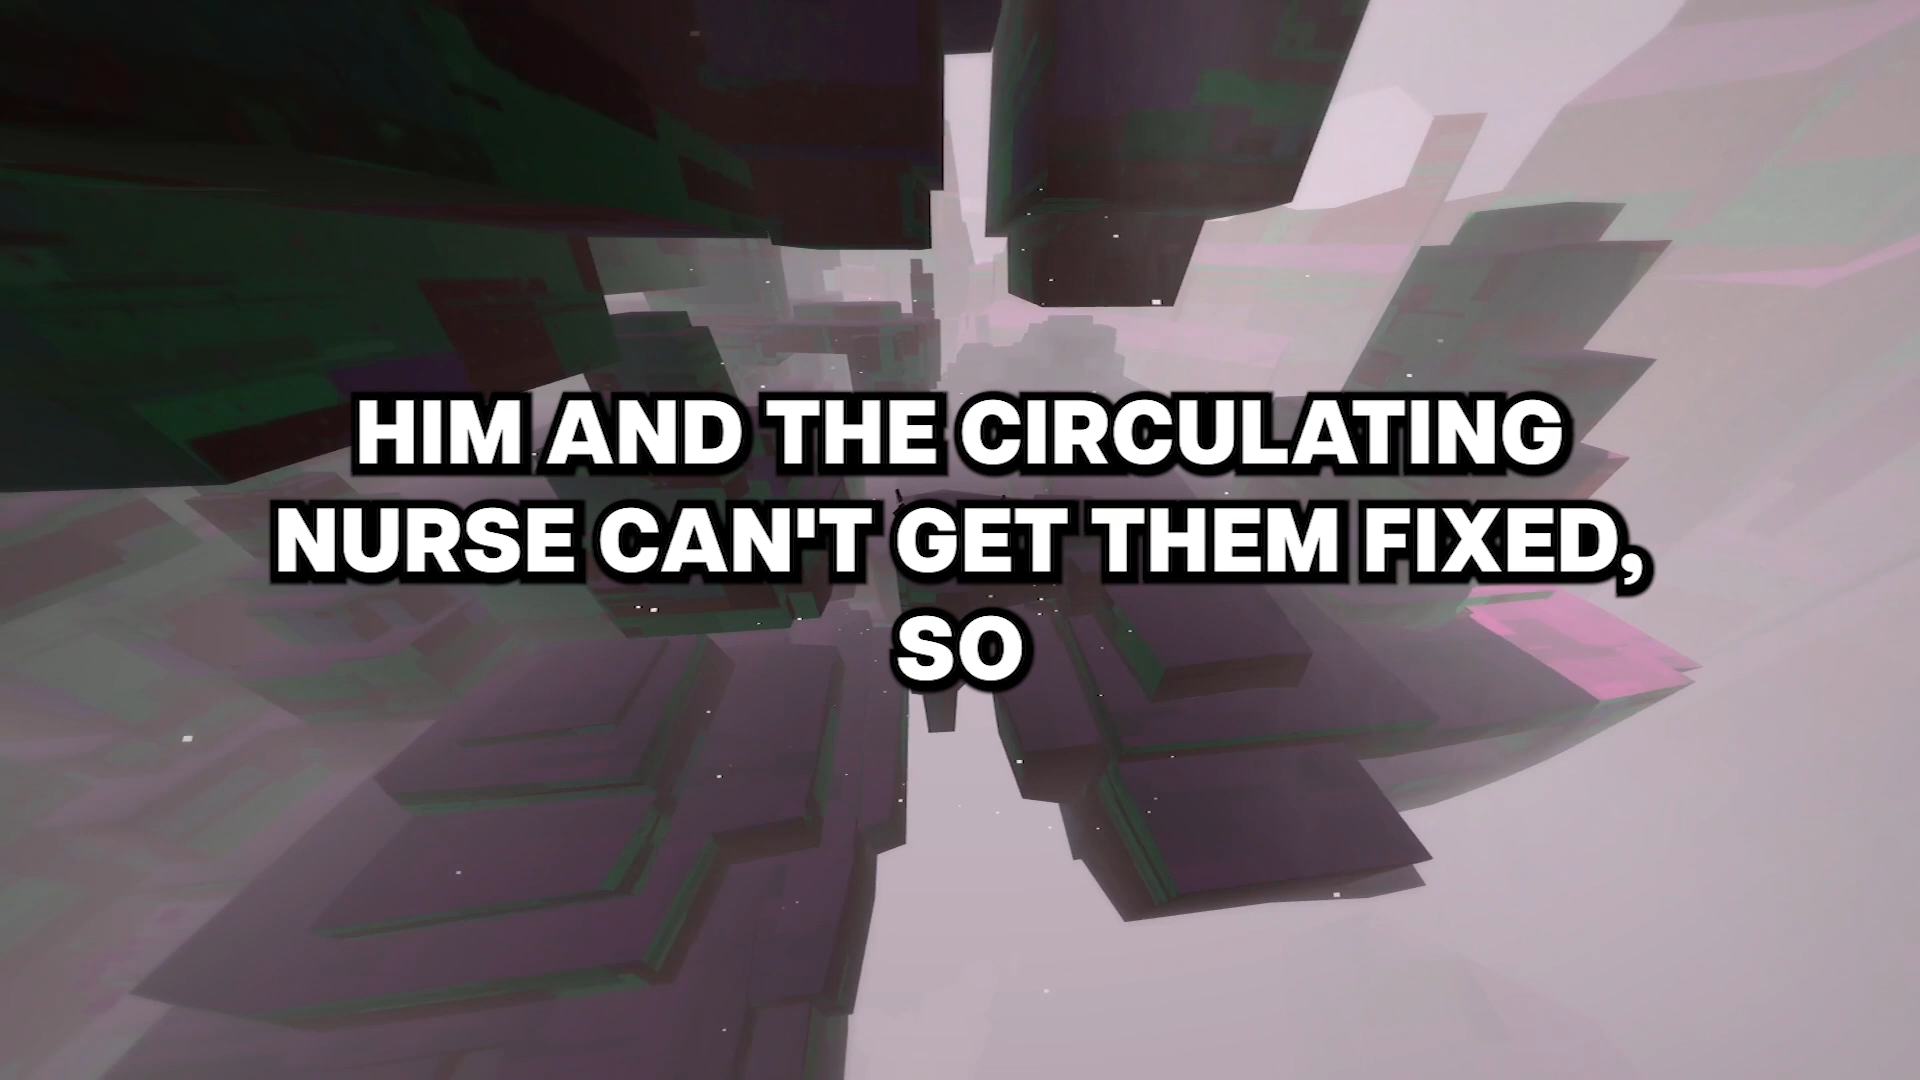 HIM AND THE CIRCULATING
NURSE CAN'T GET THEM FIXED,
SO